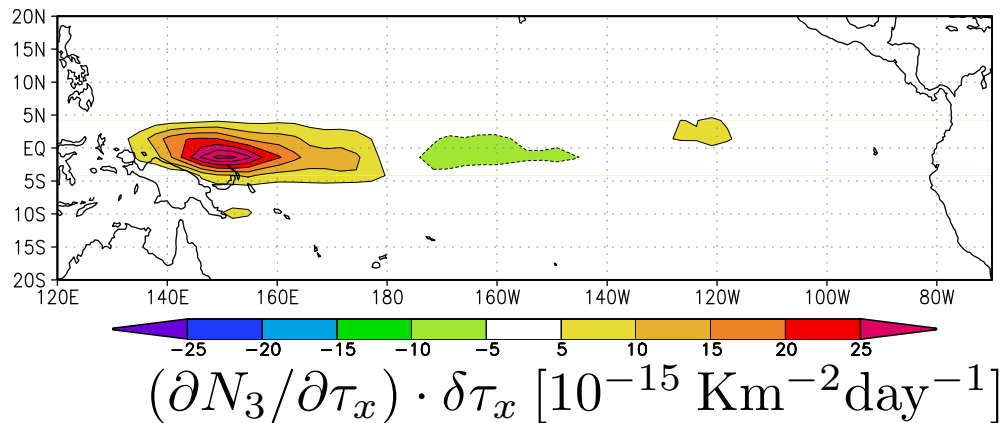 20N
15N
10N
5N
EQ
5S
10S
15S
20S
120E 140E 160E 180 160W 140W 120W 100W 80W
−25 −20 −15 −10 −5 5 10 15 20 25
(∂N₃/∂τₓ) · δτₓ [10⁻¹⁵ Km⁻²day⁻¹]